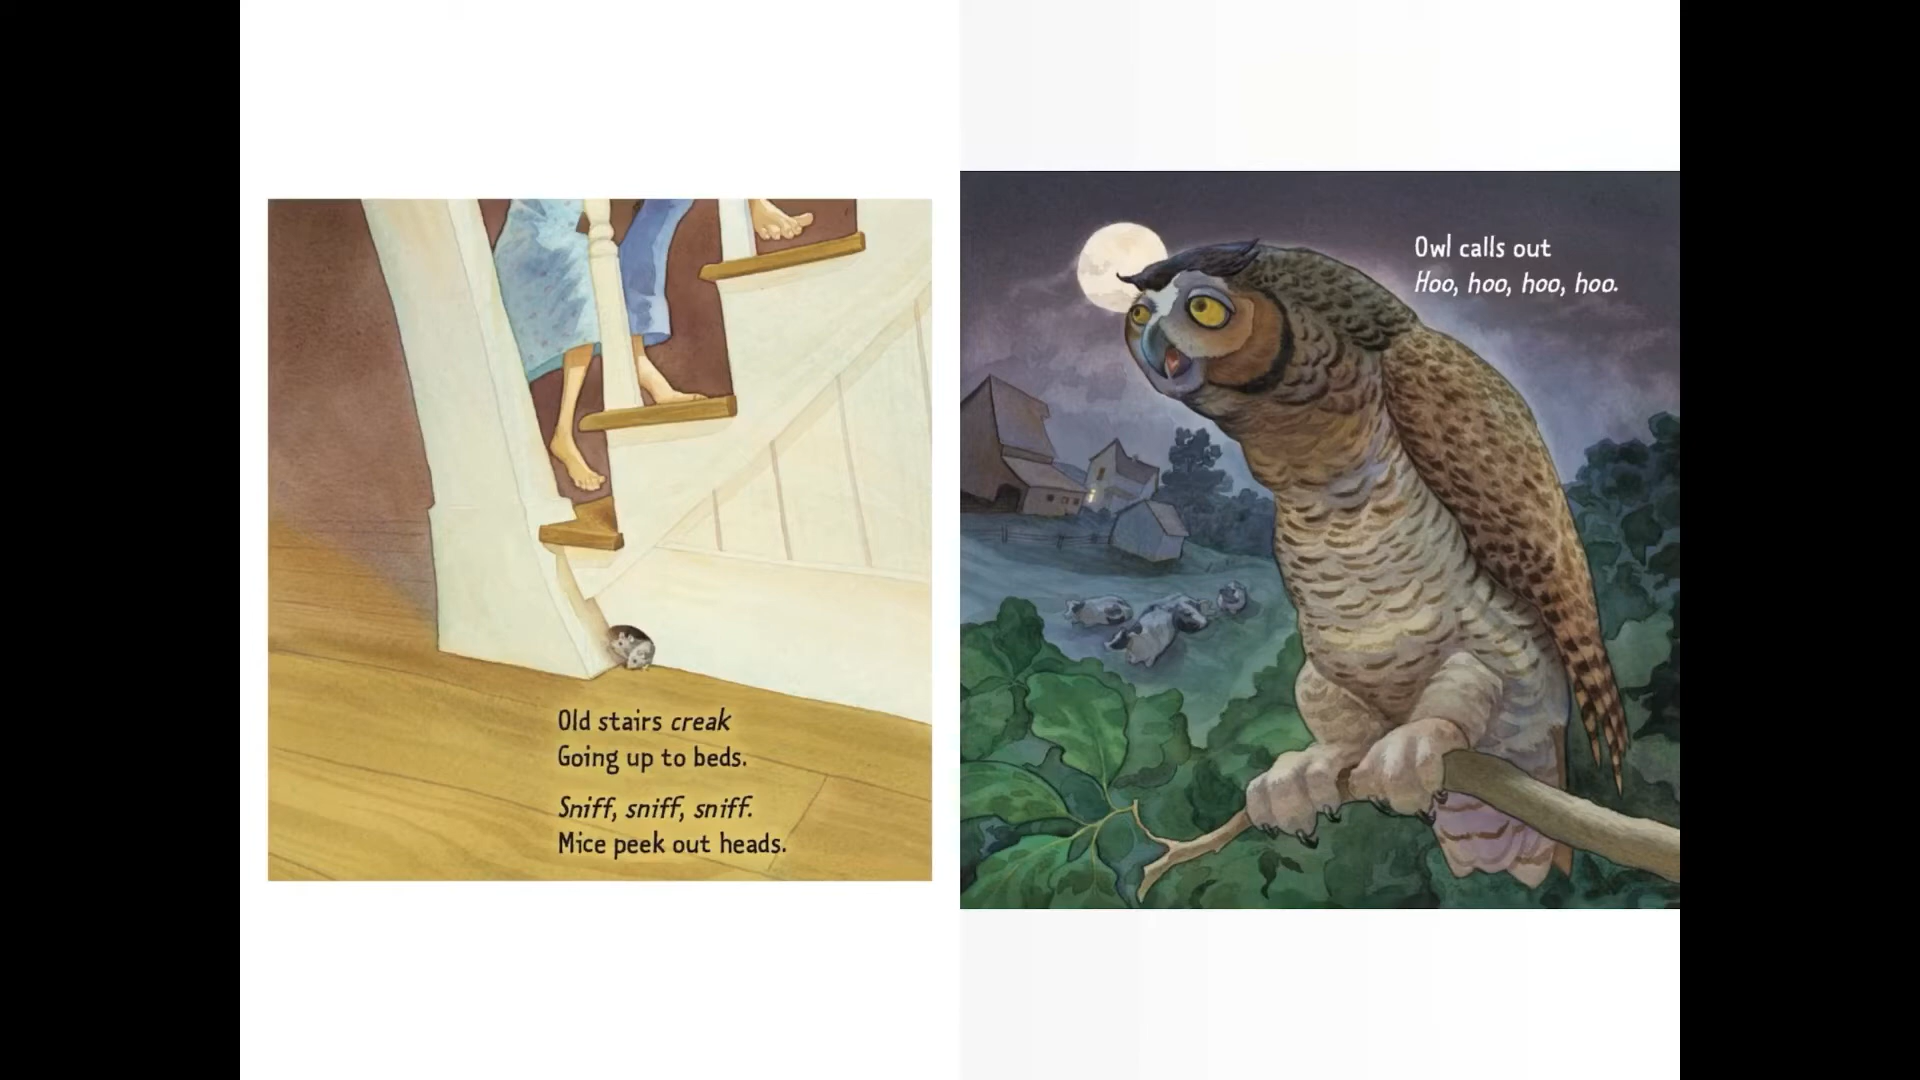 Old stairs creak
Going up to beds.
Sniff, sniff, sniff.
Mice peek out heads.
Owl calls out
Hoo, hoo, hoo, hoo.